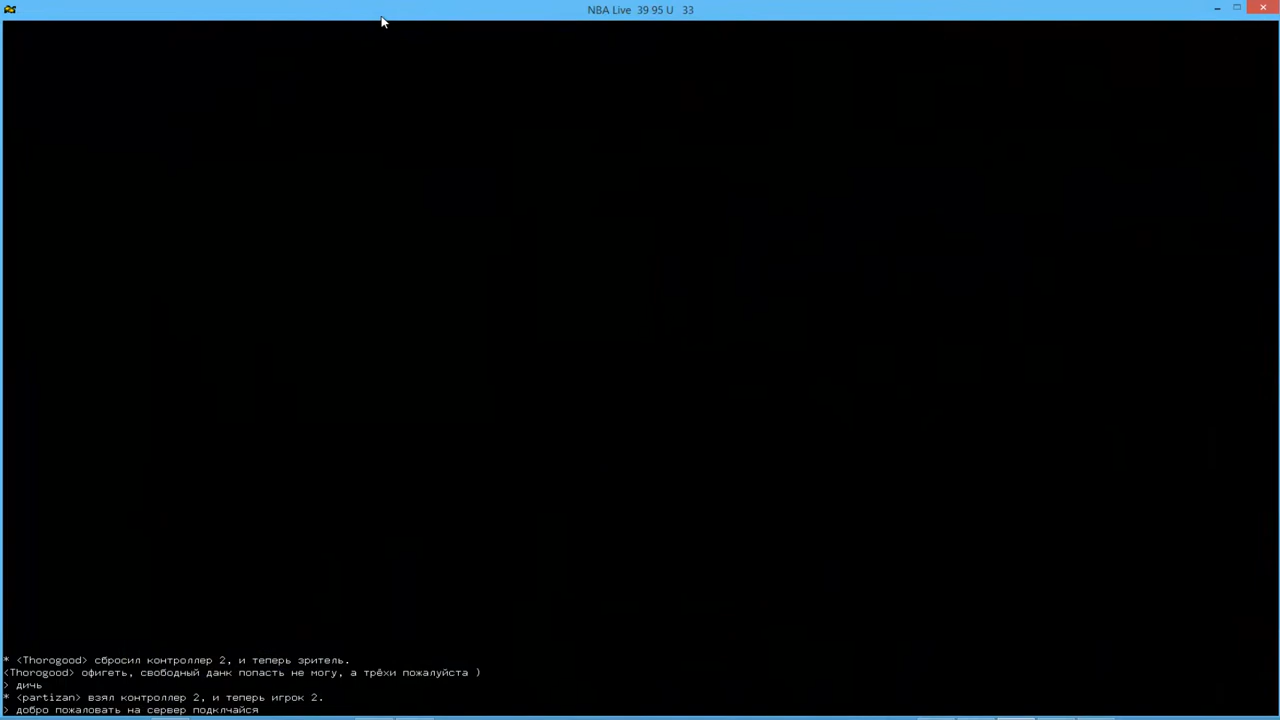 NBA Live 39 95 U 33
* <Thorogood> сбросил контроллер 2, и теперь зритель.
<Thorogood> офигеть, свободный данк попасть не могу, а трёхи пожалуйста )
> дичь
* <partizan> взял контроллер 2, и теперь игрок 2.
> добро пожаловать на сервер подклчайся